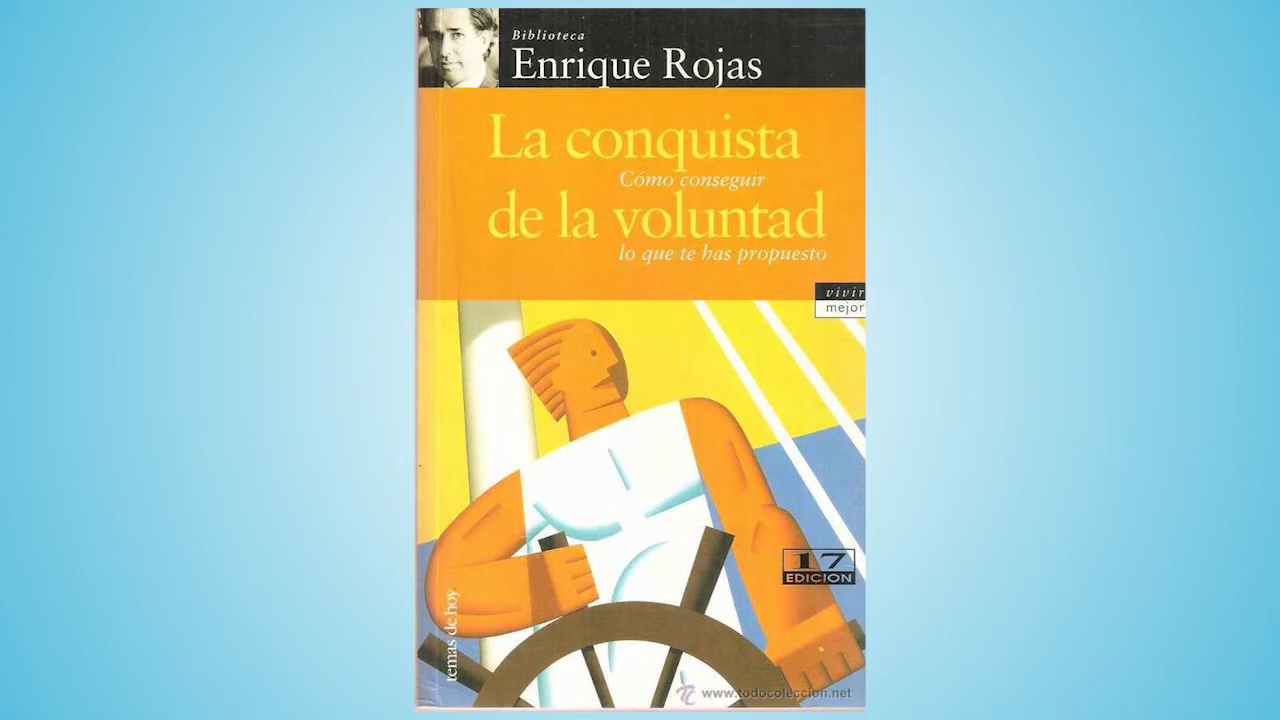 Biblioteca
Enrique Rojas
La conquista
Cómo conseguir
de la voluntad
lo que te has propuesto
vivir
mejor
17
EDICION
temas de hoy
www.todocoleccion.net